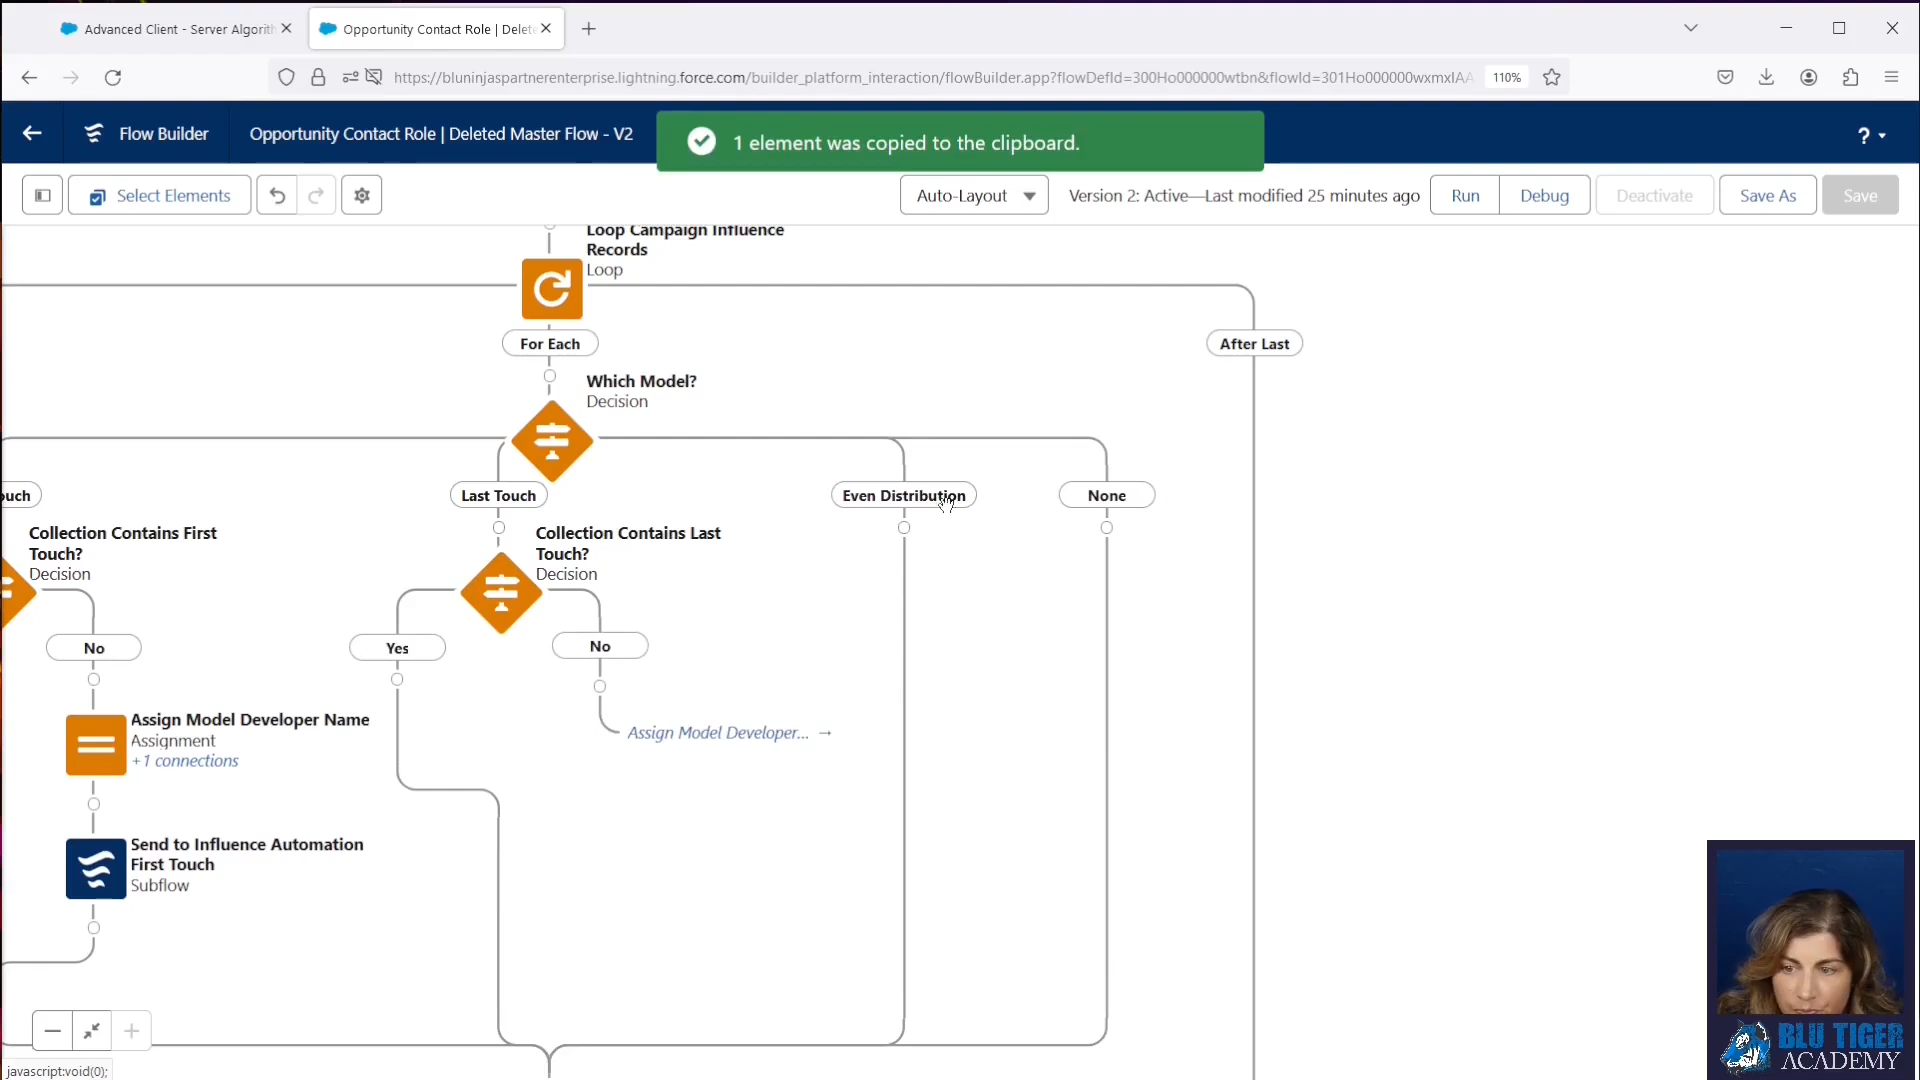 Advanced Client - Server Algorith
Opportunity Contact Role | Delete
https://bluninjaspartnerenterprise.lightning.force.com/builder_platform_interaction/flowBuilder.app?flowDefId=300Ho000000wtbn&flowId=301Ho000000wxmxIAA
110%
Flow Builder
Opportunity Contact Role | Deleted Master Flow - V2
1 element was copied to the clipboard.
?
Select Elements
Auto-Layout
Version 2: Active—Last modified 25 minutes ago
Run
Debug
Deactivate
Save As
Save
Loop Campaign Influence
Records
Loop
For Each
After Last
Which Model?
Decision
ouch
Last Touch
Even Distribution
None
Collection Contains First
Touch?
Decision
Collection Contains Last
Touch?
Decision
No
Yes
No
Assign Model Developer Name
Assignment
+1 connections
Assign Model Developer... →
Send to Influence Automation
First Touch
Subflow
javascript:void(0);
BLU TIGER
ACADEMY